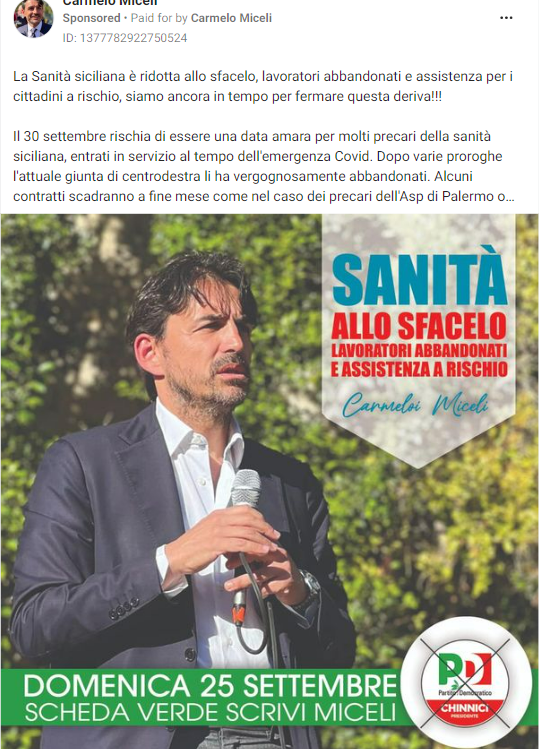 Carmelo Miceli
Sponsored • Paid for by Carmelo Miceli
ID: 1377782922750524
La Sanità siciliana è ridotta allo sfacelo, lavoratori abbandonati e assistenza per i
cittadini a rischio, siamo ancora in tempo per fermare questa deriva!!!
Il 30 settembre rischia di essere una data amara per molti precari della sanità
siciliana, entrati in servizio al tempo dell'emergenza Covid. Dopo varie proroghe
l'attuale giunta di centrodestra li ha vergognosamente abbandonati. Alcuni
contratti scadranno a fine mese come nel caso dei precari dell'Asp di Palermo o...
SANITÀ
ALLO SFACELO
LAVORATORI ABBANDONATI
E ASSISTENZA A RISCHIO
Carmeloi Miceli
DOMENICA 25 SETTEMBRE
SCHEDA VERDE SCRIVI MICELI
PD
Partito Democratico
CHINNICI
PRESIDENTE